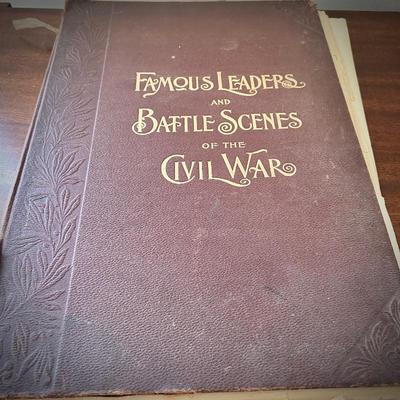 Famous Leaders
and
Battle Scenes
of the
Civil War